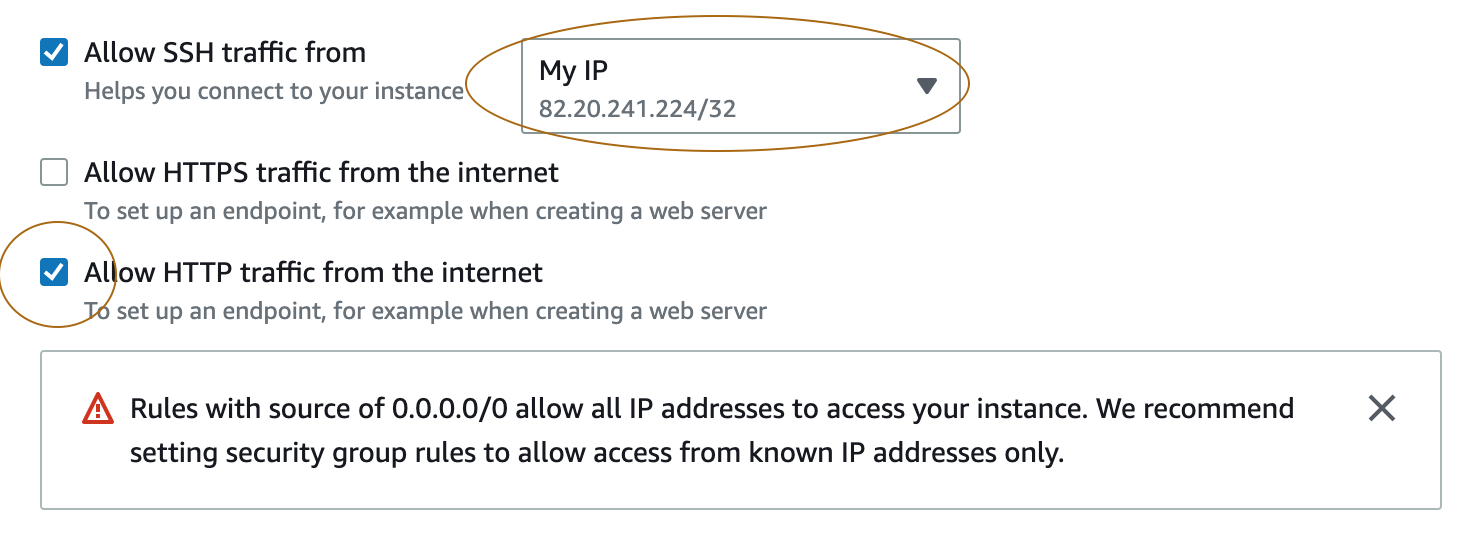 Allow SSH traffic from
Helps you connect to your instance
My IP
82.20.241.224/32
Allow HTTPS traffic from the internet
To set up an endpoint, for example when creating a web server
Allow HTTP traffic from the internet
To set up an endpoint, for example when creating a web server
Rules with source of 0.0.0.0/0 allow all IP addresses to access your instance. We recommend
setting security group rules to allow access from known IP addresses only.